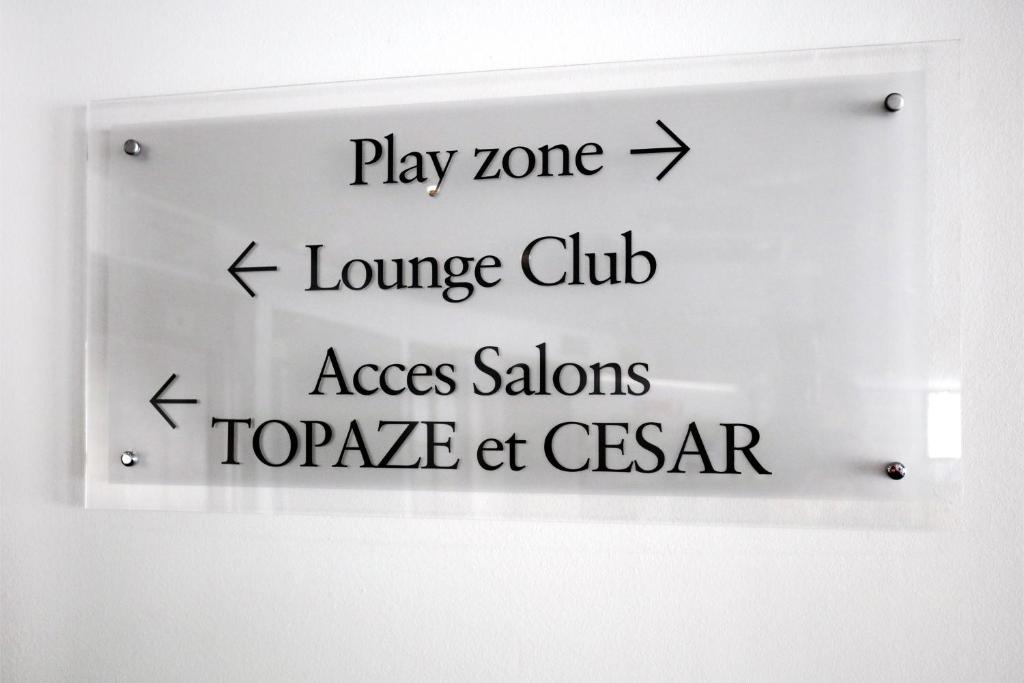 Play zone →
← Lounge Club
← Acces Salons
TOPAZE et CESAR